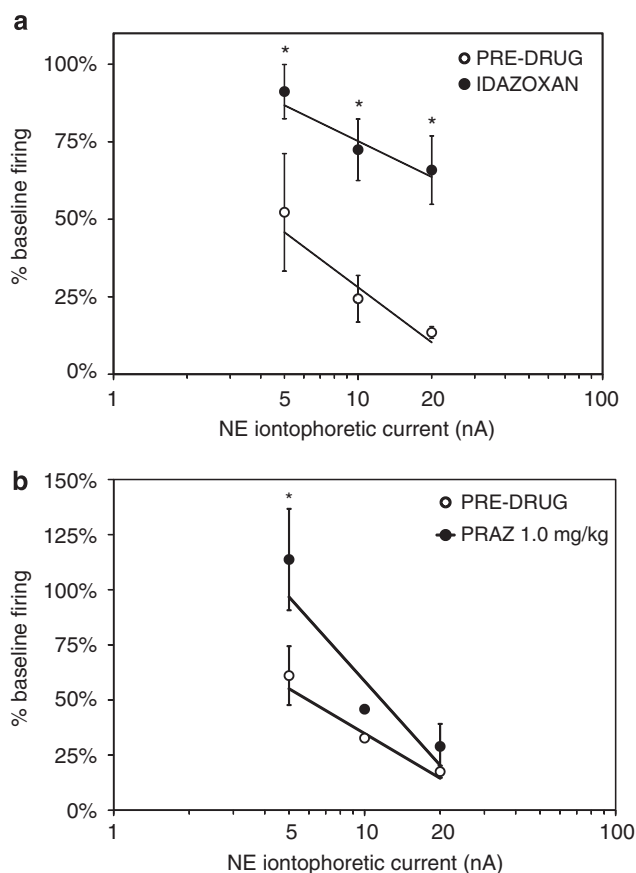 a
PRE-DRUG
IDAZOXAN
100%
75%
50%
25%
0%
% baseline firing
* * *
1 5 10 20 100
NE iontophoretic current (nA)
b
PRE-DRUG
PRAZ 1.0 mg/kg
150%
125%
100%
75%
50%
25%
0%
% baseline firing
*
1 5 10 20 100
NE iontophoretic current (nA)